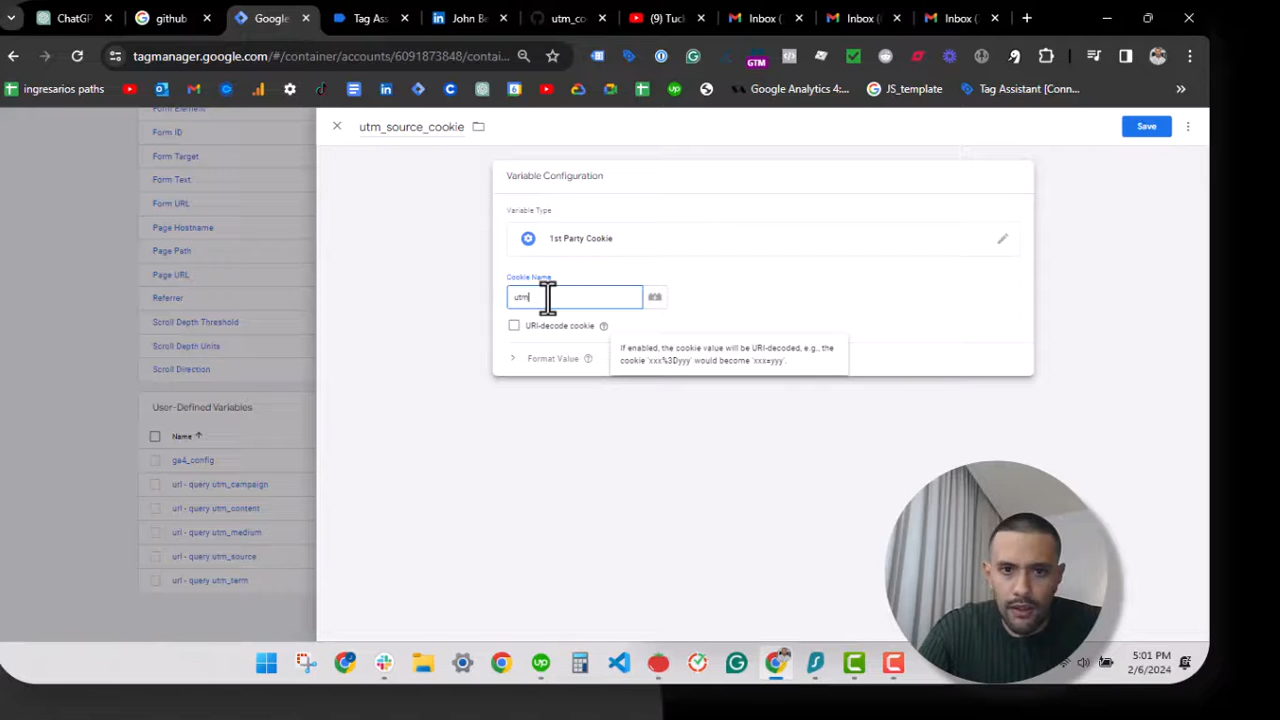 ChatGP
github
Google
Tag Ass
John Be
utm_co
(9) Tuck
Inbox (
Inbox (
Inbox (
tagmanager.google.com/#/container/accounts/6091873848/contai...
GTM
ingresarios paths
Google Analytics 4:...
JS_template
Tag Assistant [Conn...
Form Element
Form ID
Form Target
Form Text
Form URL
Page Hostname
Page Path
Page URL
Referrer
Scroll Depth Threshold
Scroll Depth Units
Scroll Direction
User-Defined Variables
Name
ga4_config
url - query utm_campaign
url - query utm_content
url - query utm_medium
url - query utm_source
url - query utm_term
utm_source_cookie
Save
Variable Configuration
Variable Type
1st Party Cookie
Cookie Name
utm
URI-decode cookie
If enabled, the cookie value will be URI-decoded, e.g., the
cookie 'xxx%3Dyyy' would become 'xxx=yyy'.
Format Value
5:01 PM
2/6/2024